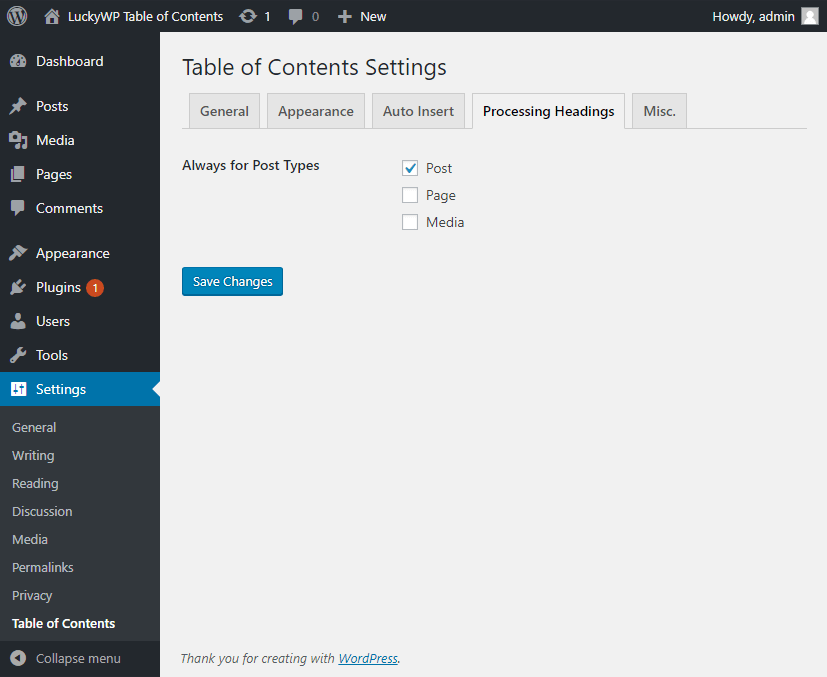 LuckyWP Table of Contents 1 0 New Howdy, admin
Dashboard
Posts
Media
Pages
Comments
Appearance
Plugins 1
Users
Tools
Settings
General
Writing
Reading
Discussion
Media
Permalinks
Privacy
Table of Contents
Collapse menu
Table of Contents Settings
General Appearance Auto Insert Processing Headings Misc.
Always for Post Types
Post
Page
Media
Save Changes
Thank you for creating with WordPress.